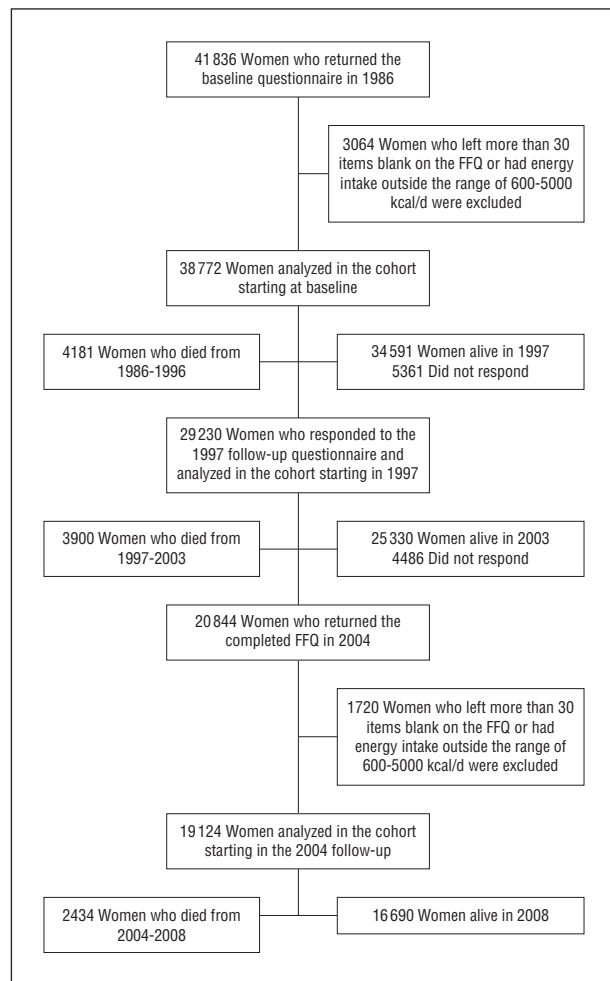 41 836 Women who returned the
baseline questionnaire in 1986
3064 Women who left more than 30
items blank on the FFQ or had energy
intake outside the range of 600-5000
kcal/d were excluded
38 772 Women analyzed in the cohort
starting at baseline
4181 Women who died from
1986-1996
34 591 Women alive in 1997
5361 Did not respond
29 230 Women who responded to the
1997 follow-up questionnaire and
analyzed in the cohort starting in 1997
3900 Women who died from
1997-2003
25 330 Women alive in 2003
4486 Did not respond
20 844 Women who returned the
completed FFQ in 2004
1720 Women who left more than 30
items blank on the FFQ or had
energy intake outside the range of
600-5000 kcal/d were excluded
19 124 Women analyzed in the cohort
starting in the 2004 follow-up
2434 Women who died from
2004-2008
16 690 Women alive in 2008